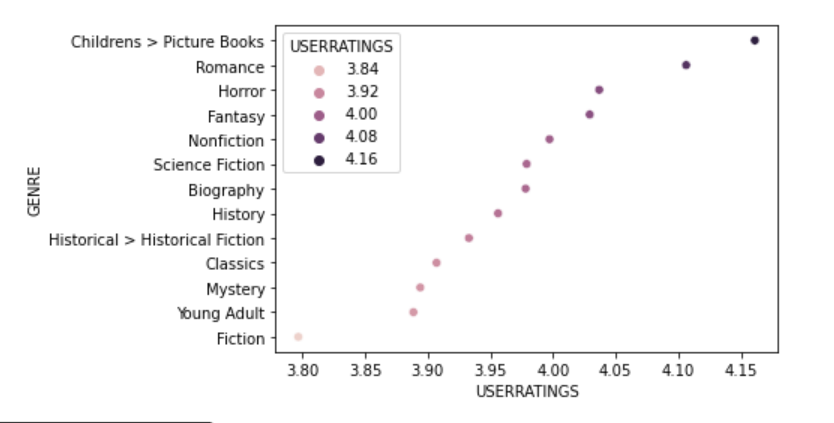 Childrens > Picture Books
Romance
Horror
Fantasy
Nonfiction
Science Fiction
Biography
History
Historical > Historical Fiction
Classics
Mystery
Young Adult
Fiction
GENRE
USERRATINGS
3.84
3.92
4.00
4.08
4.16
3.80 3.85 3.90 3.95 4.00 4.05 4.10 4.15
USERRATINGS